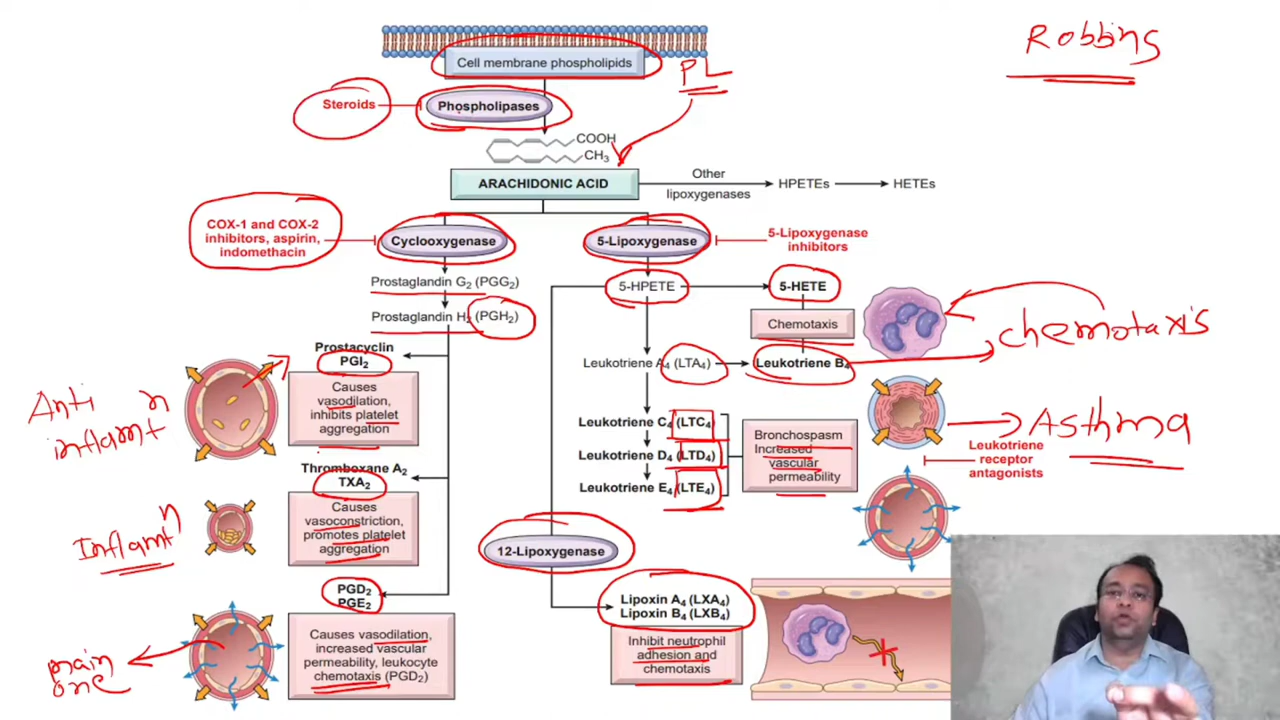 Robbins
Cell membrane phospholipids
PL
Steroids
Phospholipases
COOH
CH3
ARACHIDONIC ACID
Other
lipoxygenases
HPETEs
HETEs
COX-1 and COX-2
inhibitors, aspirin,
indomethacin
Cyclooxygenase
5-Lipoxygenase
5-Lipoxygenase
inhibitors
Prostaglandin G2 (PGG2)
5-HPETE
5-HETE
Prostaglandin H2 (PGH2)
Chemotaxis
chemotaxis
Prostacyclin
PGI2
Leukotriene A4 (LTA4)
Leukotriene B4
Causes
vasodilation,
inhibits platelet
aggregation
Anti n
inflamt
Leukotriene C4 (LTC4)
Leukotriene D4 (LTD4)
Leukotriene E4 (LTE4)
Bronchospasm
Increased
vascular
permeability
Asthma
Leukotriene
receptor
antagonists
Thromboxane A2
TXA2
Causes
vasoconstriction,
promotes platelet
aggregation
Inflamt n
12-Lipoxygenase
PGD2
PGE2
Lipoxin A4 (LXA4)
Lipoxin B4 (LXB4)
Causes vasodilation,
increased vascular
permeability, leukocyte
chemotaxis (PGD2)
main
one
Inhibit neutrophil
adhesion and
chemotaxis